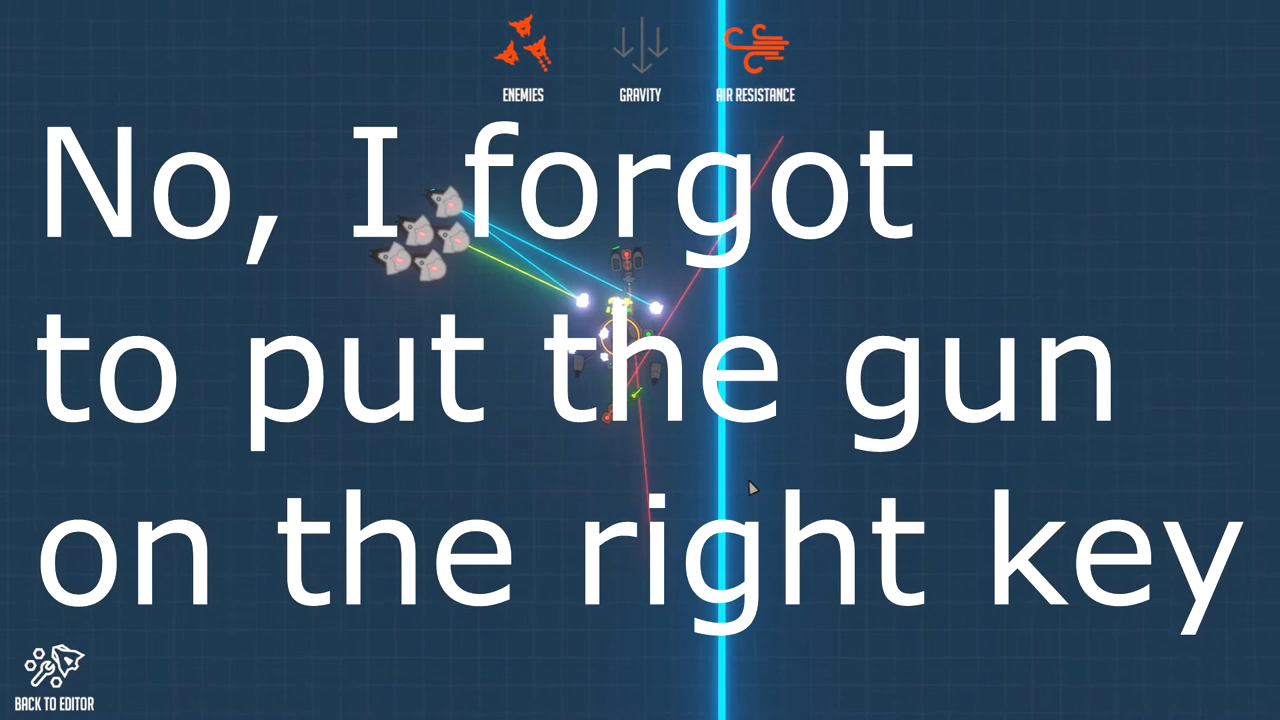 ENEMIES GRAVITY AIR RESISTANCE
No, I forgot
to put the gun
on the right key
BACK TO EDITOR